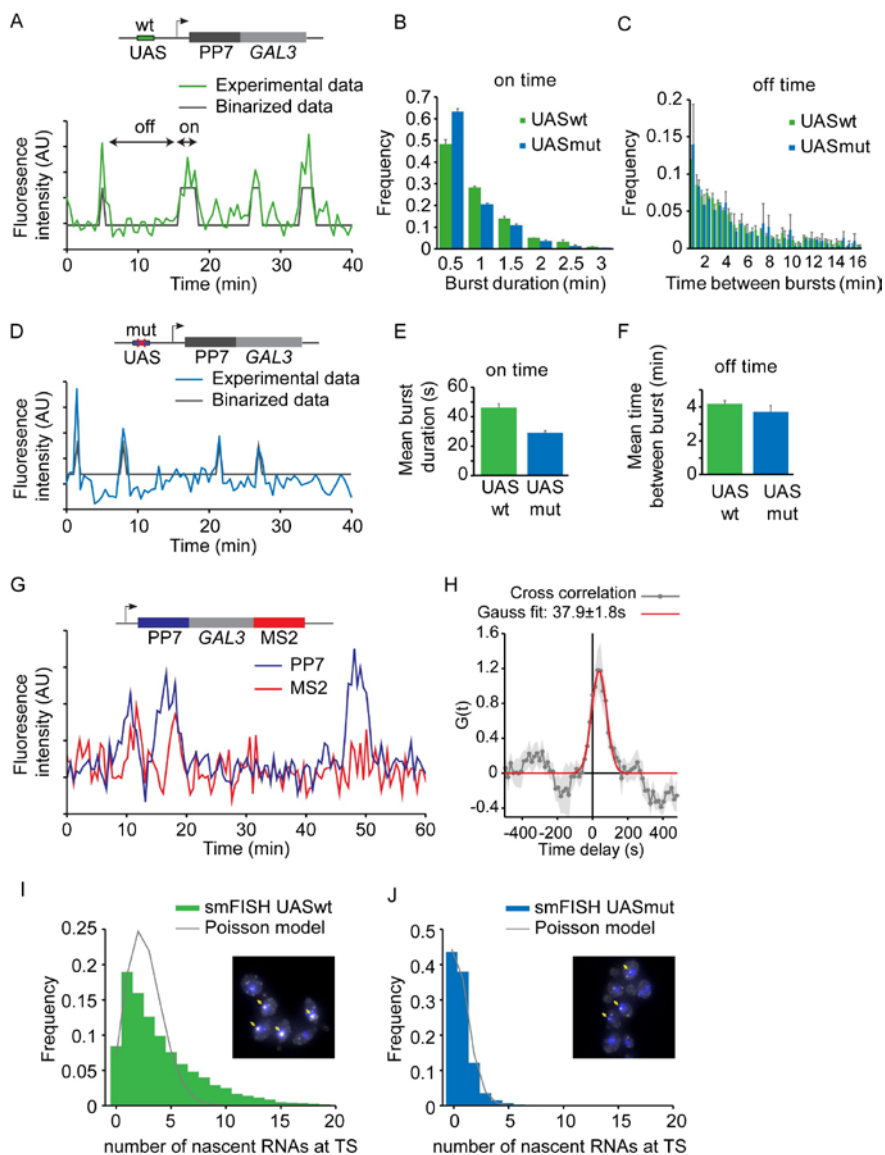 A
wt
UAS
PP7
GAL3
Experimental data
Binarized data
off
on
Fluoresence
intensity (AU)
0 10 20 30 40
Time (min)
B
on time
UASwt
UASmut
Frequency
0.7
0.6
0.5
0.4
0.3
0.2
0.1
0
0.5 1 1.5 2 2.5 3
Burst duration (min)
C
off time
UASwt
UASmut
Frequency
0.2
0.15
0.1
0.05
0
2 4 6 8 10 12 14 16
Time between bursts (min)
D
mut
UAS
PP7
GAL3
Experimental data
Binarized data
Fluoresence
intensity (AU)
0 10 20 30 40
Time (min)
E
on time
Mean burst
duration (s)
60
40
20
0
UAS UAS
wt mut
F
off time
Mean time
between burst (min)
4
2
0
UAS UAS
wt mut
G
PP7
GAL3
MS2
PP7
MS2
Fluoresence
intensity (AU)
0 10 20 30 40 50 60
Time (min)
H
Cross correlation
Gauss fit: 37.9±1.8s
G(t)
1.6
1.2
0.8
0.4
0
-0.4
-400 -200 0 200 400
Time delay (s)
I
smFISH UASwt
Poisson model
Frequency
0.25
0.2
0.15
0.1
0.05
0
0 5 10 15 20
number of nascent RNAs at TS
J
smFISH UASmut
Poisson model
Frequency
0.5
0.4
0.3
0.2
0.1
0
0 5 10 15 20
number of nascent RNAs at TS